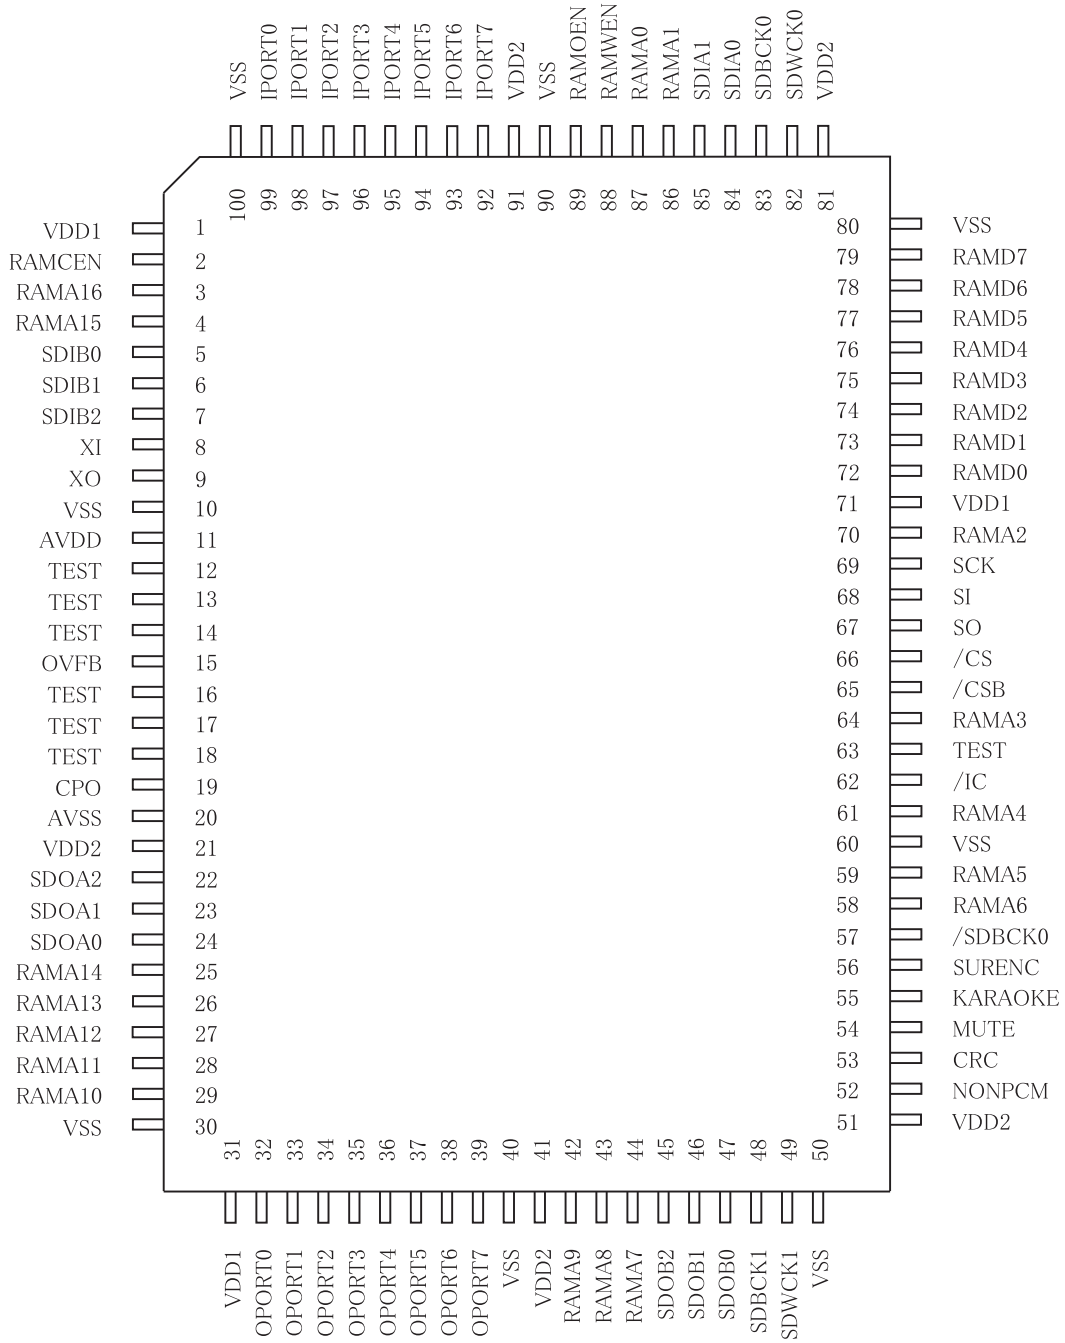 VSS
IPORT0
IPORT1
IPORT2
IPORT3
IPORT4
IPORT5
IPORT6
IPORT7
VDD2
VSS
RAMOEN
RAMWEN
RAMA0
RAMA1
SDIA1
SDIA0
SDBCK0
SDWCK0
VDD2
100
99
98
97
96
95
94
93
92
91
90
89
88
87
86
85
84
83
82
81
VDD1 1 80 VSS
RAMCEN 2 79 RAMD7
RAMA16 3 78 RAMD6
RAMA15 4 77 RAMD5
SDIB0 5 76 RAMD4
SDIB1 6 75 RAMD3
SDIB2 7 74 RAMD2
XI 8 73 RAMD1
XO 9 72 RAMD0
VSS 10 71 VDD1
AVDD 11 70 RAMA2
TEST 12 69 SCK
TEST 13 68 SI
TEST 14 67 SO
OVFB 15 66 /CS
TEST 16 65 /CSB
TEST 17 64 RAMA3
TEST 18 63 TEST
CPO 19 62 /IC
AVSS 20 61 RAMA4
VDD2 21 60 VSS
SDOA2 22 59 RAMA5
SDOA1 23 58 RAMA6
SDOA0 24 57 /SDBCK0
RAMA14 25 56 SURENC
RAMA13 26 55 KARAOKE
RAMA12 27 54 MUTE
RAMA11 28 53 CRC
RAMA10 29 52 NONPCM
VSS 30 51 VDD2
31
32
33
34
35
36
37
38
39
40
41
42
43
44
45
46
47
48
49
50
VDD1
OPORT0
OPORT1
OPORT2
OPORT3
OPORT4
OPORT5
OPORT6
OPORT7
VSS
VDD2
RAMA9
RAMA8
RAMA7
SDOB2
SDOB1
SDOB0
SDBCK1
SDWCK1
VSS